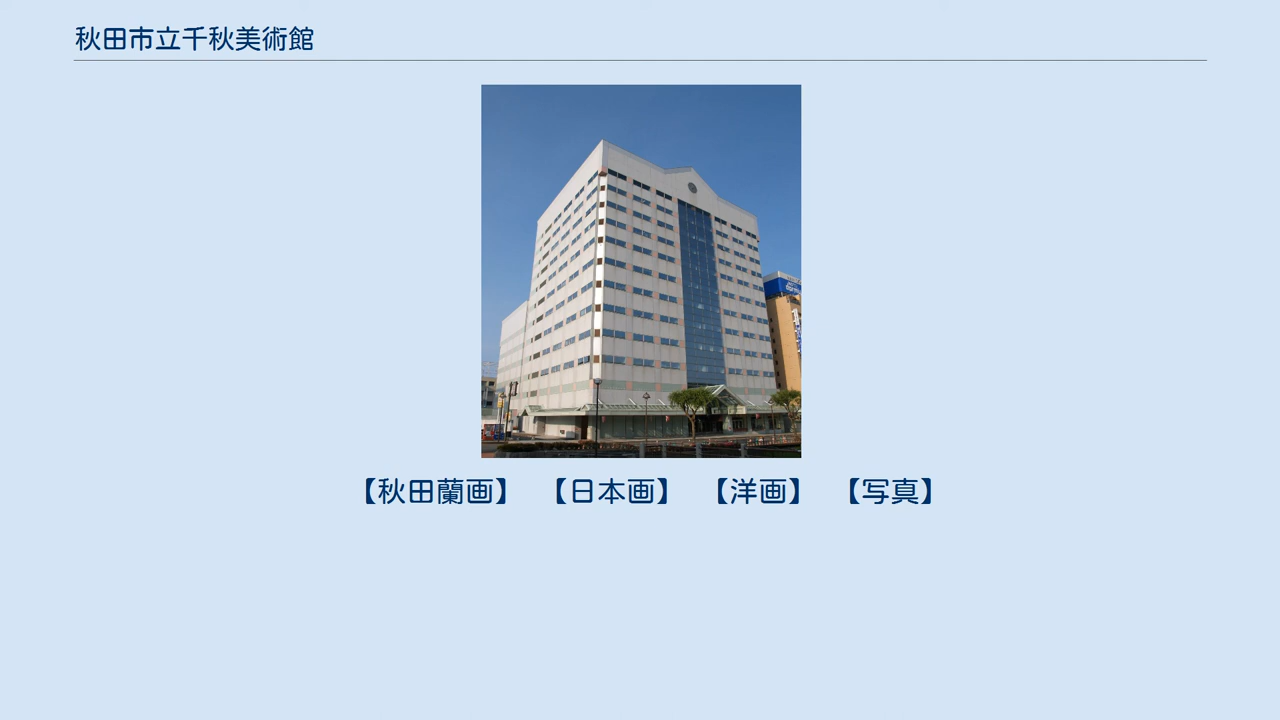 秋田市立千秋美術館
【秋田蘭画】 【日本画】 【洋画】 【写真】